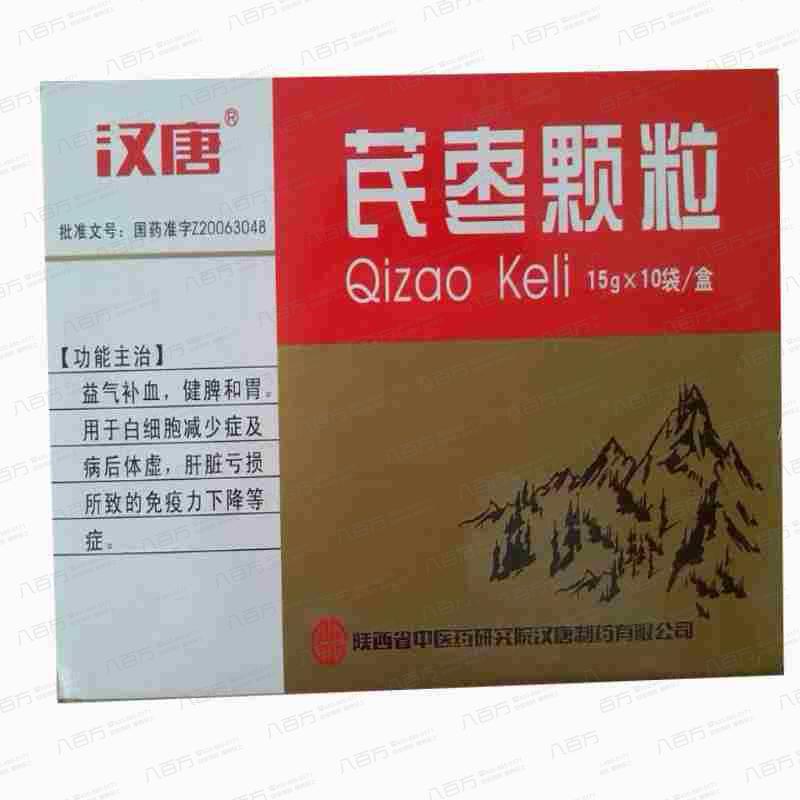 汉唐®
批准文号：国药准字Z20063048
芪枣颗粒
Qizao Keli 15g×10袋/盒
【功能主治】
益气补血，健脾和胃。
用于白细胞减少症及
病后体虚，肝脏亏损
所致的免疫力下降等
症。
陕西省中医药研究院汉唐制药有限公司
八百方